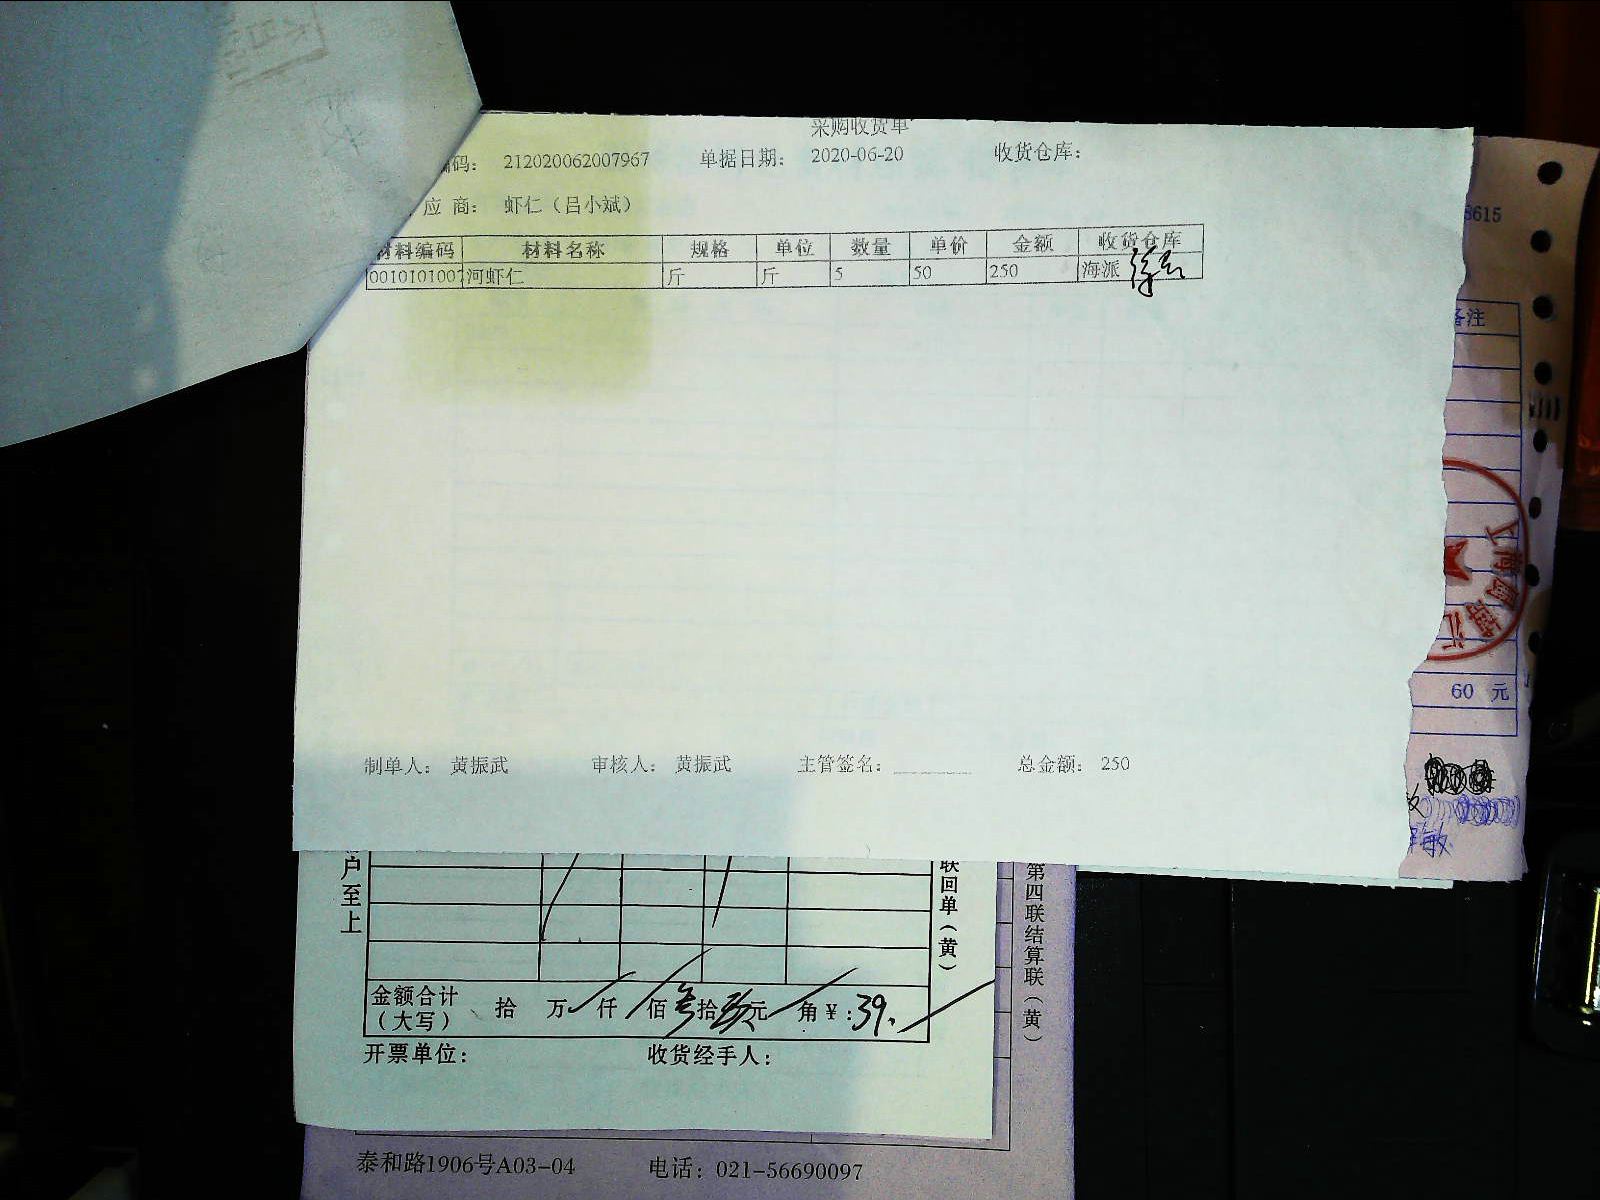 采购收货单
编码： 212020062007967 单据日期： 2020-06-20 收货仓库：
应 商： 虾仁（吕小斌）
材料编码 材料名称 规格 单位 数量 单价 金额 收货仓库
0010101007 河虾仁 斤 斤 5 50 250 海派
制单人： 黄振武 审核人： 黄振武 主管签名： 总金额： 250
8615
备注
60 元
户至上
联回单（黄）
第四联结算联（黄）
金额合计（大写） 拾 万 仟 佰 叁拾玖元 角 ¥：39.
开票单位： 收货经手人：
泰和路1906号A03-04 电话：021-56690097